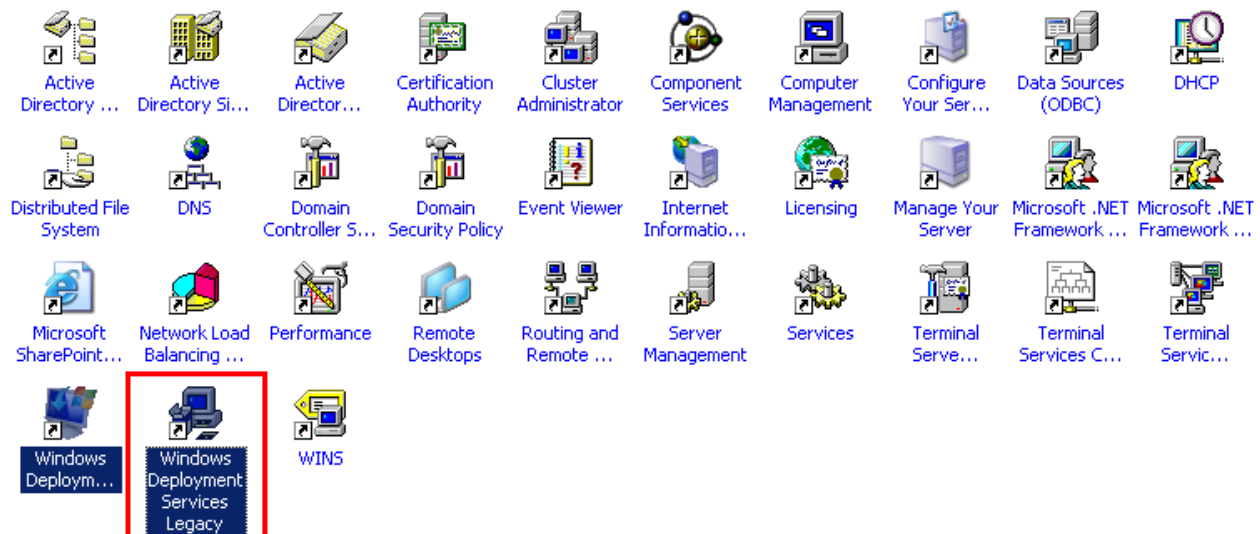 Active
Directory ...
Active
Directory Si...
Active
Director...
Certification
Authority
Cluster
Administrator
Component
Services
Computer
Management
Configure
Your Ser...
Data Sources
(ODBC)
DHCP
Distributed File
System
DNS
Domain
Controller S...
Domain
Security Policy
Event Viewer
Internet
Informatio...
Licensing
Manage Your
Server
Microsoft .NET
Framework ...
Microsoft .NET
Framework ...
Microsoft
SharePoint...
Network Load
Balancing ...
Performance
Remote
Desktops
Routing and
Remote ...
Server
Management
Services
Terminal
Serve...
Terminal
Services C...
Terminal
Servic...
Windows
Deploym...
Windows
Deployment
Services
Legacy
WINS